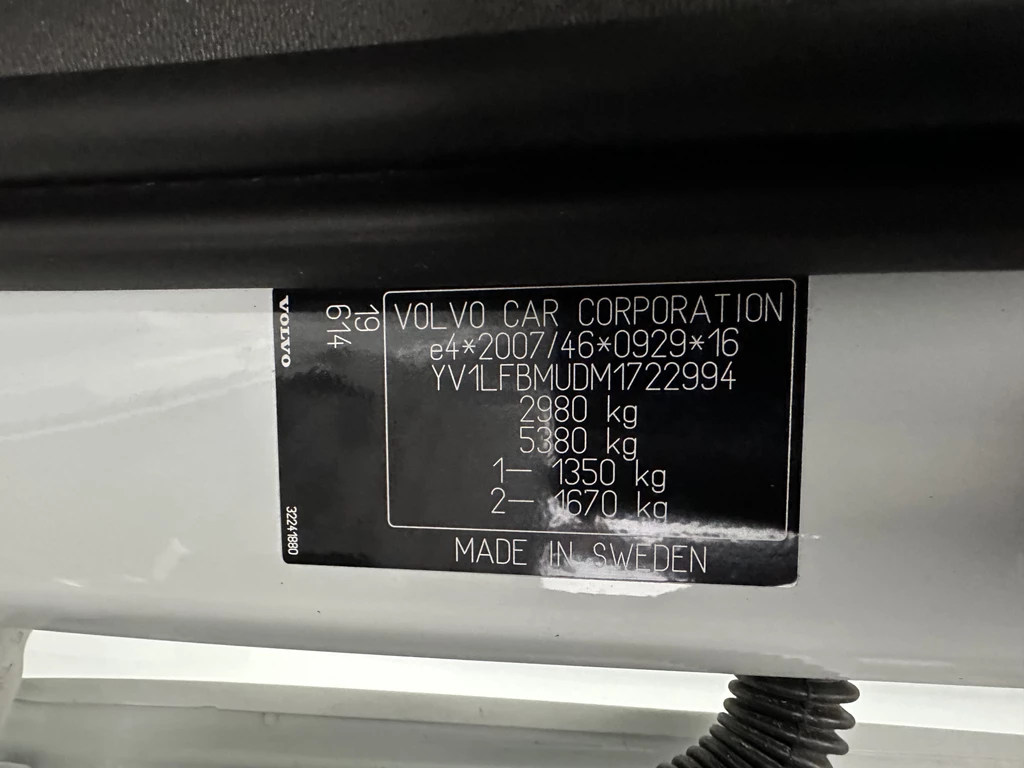 VOLVO
19
614
VOLVO CAR CORPORATION
e4*2007/46*0929*16
YV1LFBMUDM1722994
2980 kg
5380 kg
1– 1350 kg
2– 1670 kg
MADE IN SWEDEN
32241880